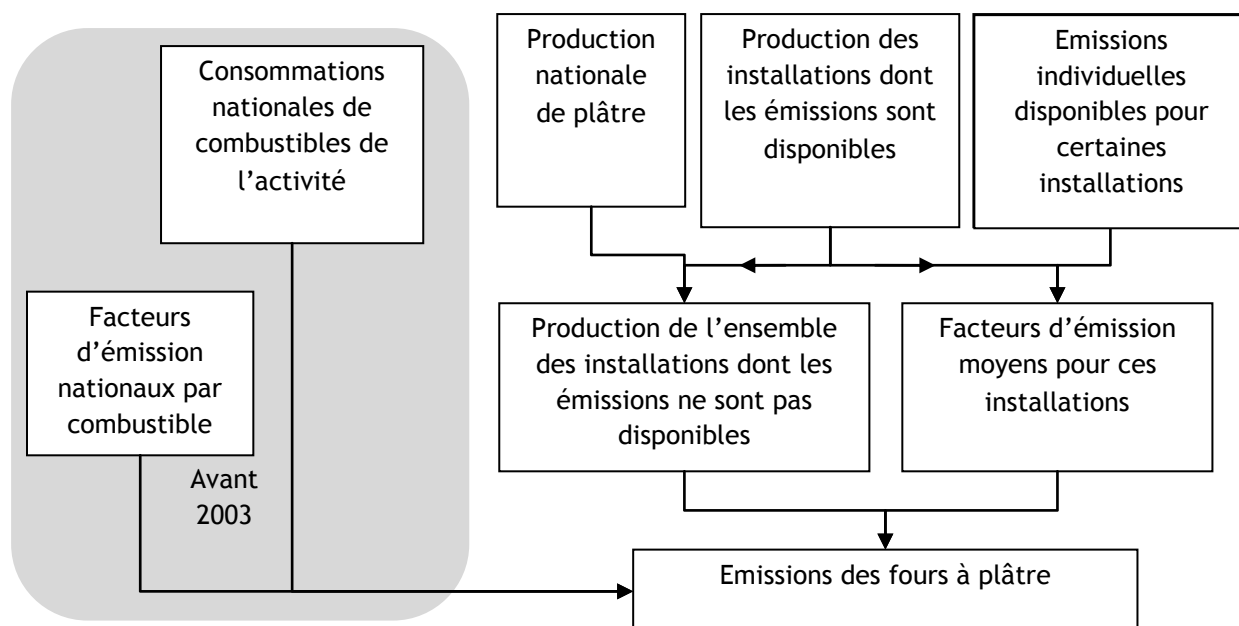 Consommations
nationales de
combustibles de
l’activité
Facteurs
d’émission
nationaux par
combustible
Avant
2003
Production
nationale
de plâtre
Production des
installations dont
les émissions sont
disponibles
Emissions
individuelles
disponibles pour
certaines
installations
Production de l’ensemble
des installations dont les
émissions ne sont pas
disponibles
Facteurs d’émission
moyens pour ces
installations
Emissions des fours à plâtre